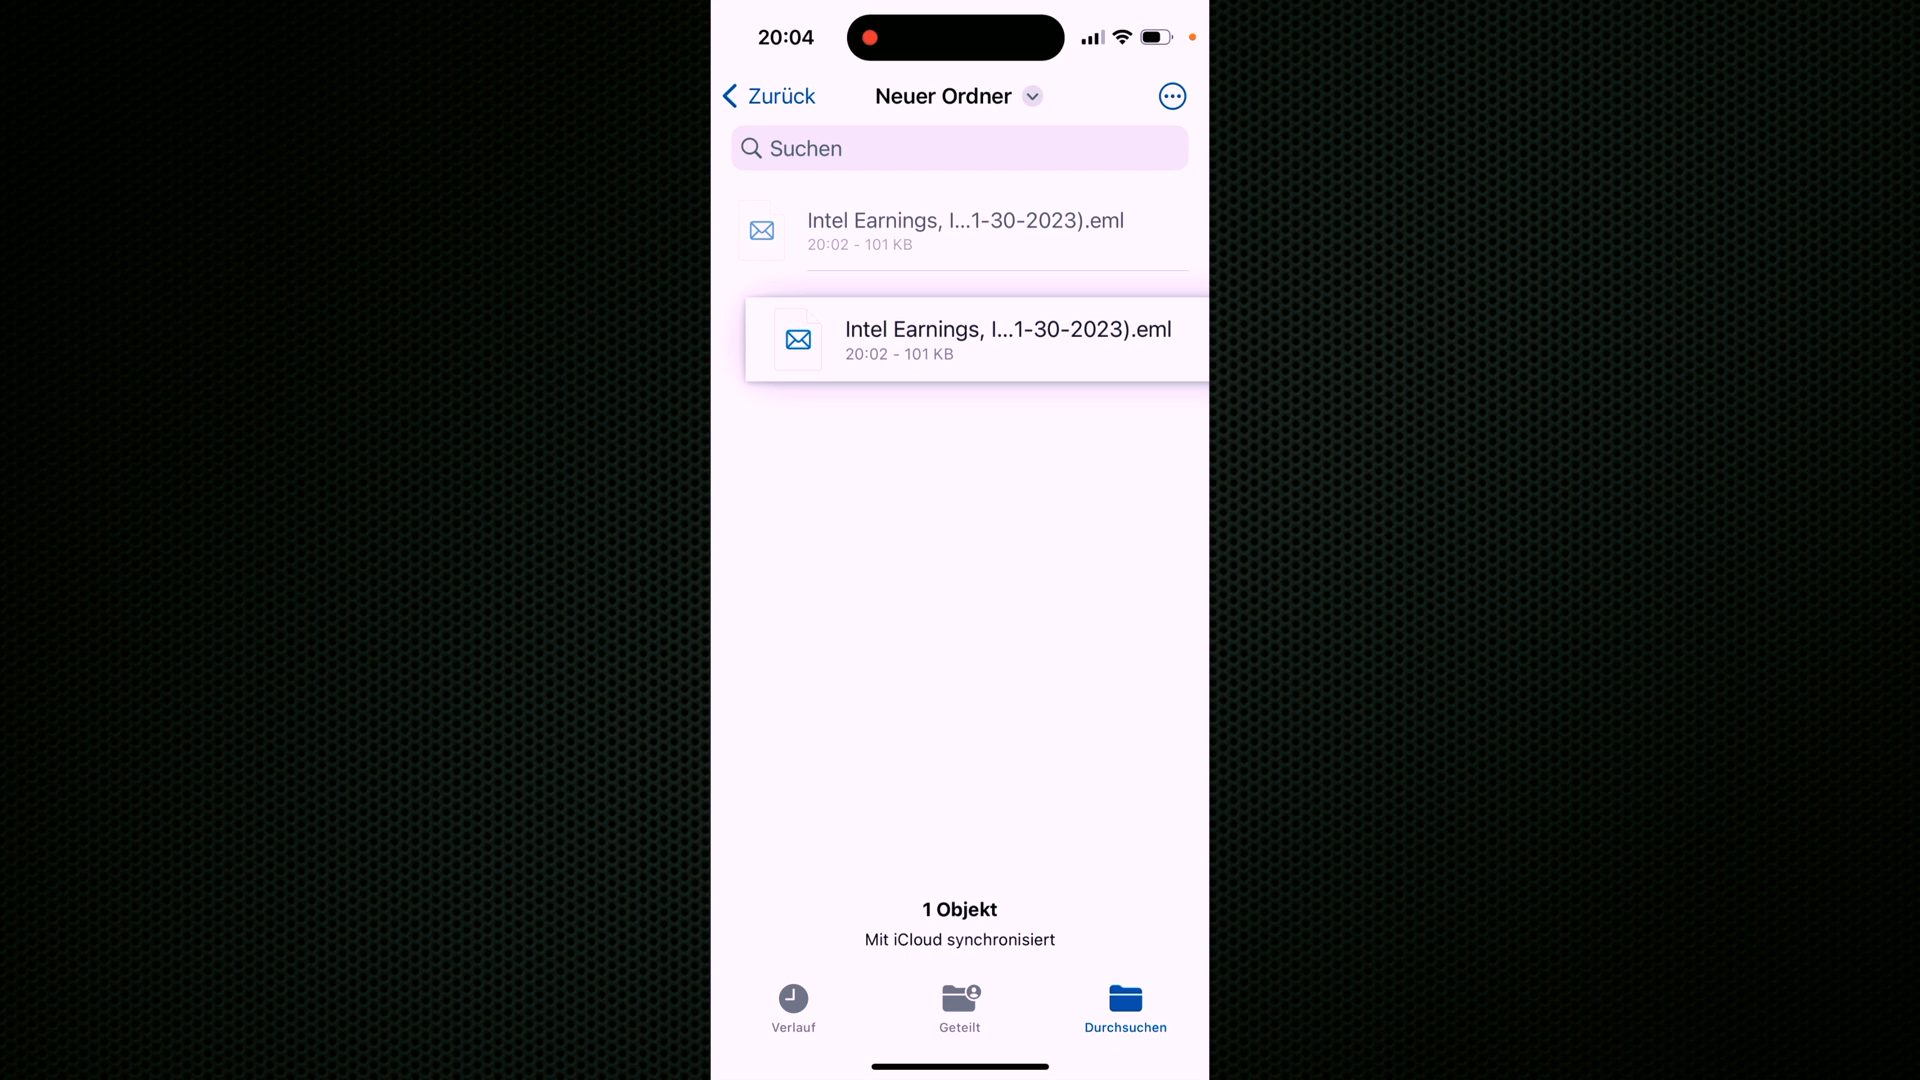 20:04
Zurück
Neuer Ordner
Suchen
Intel Earnings, I...1-30-2023).eml
20:02 - 101 KB
Intel Earnings, I...1-30-2023).eml
20:02 - 101 KB
1 Objekt
Mit iCloud synchronisiert
Verlauf
Geteilt
Durchsuchen